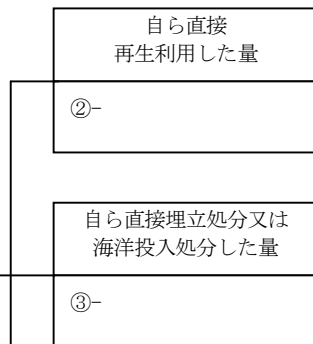 自ら直接
再生利用した量
②-
自ら直接埋立処分又は
海洋投入処分した量
③-